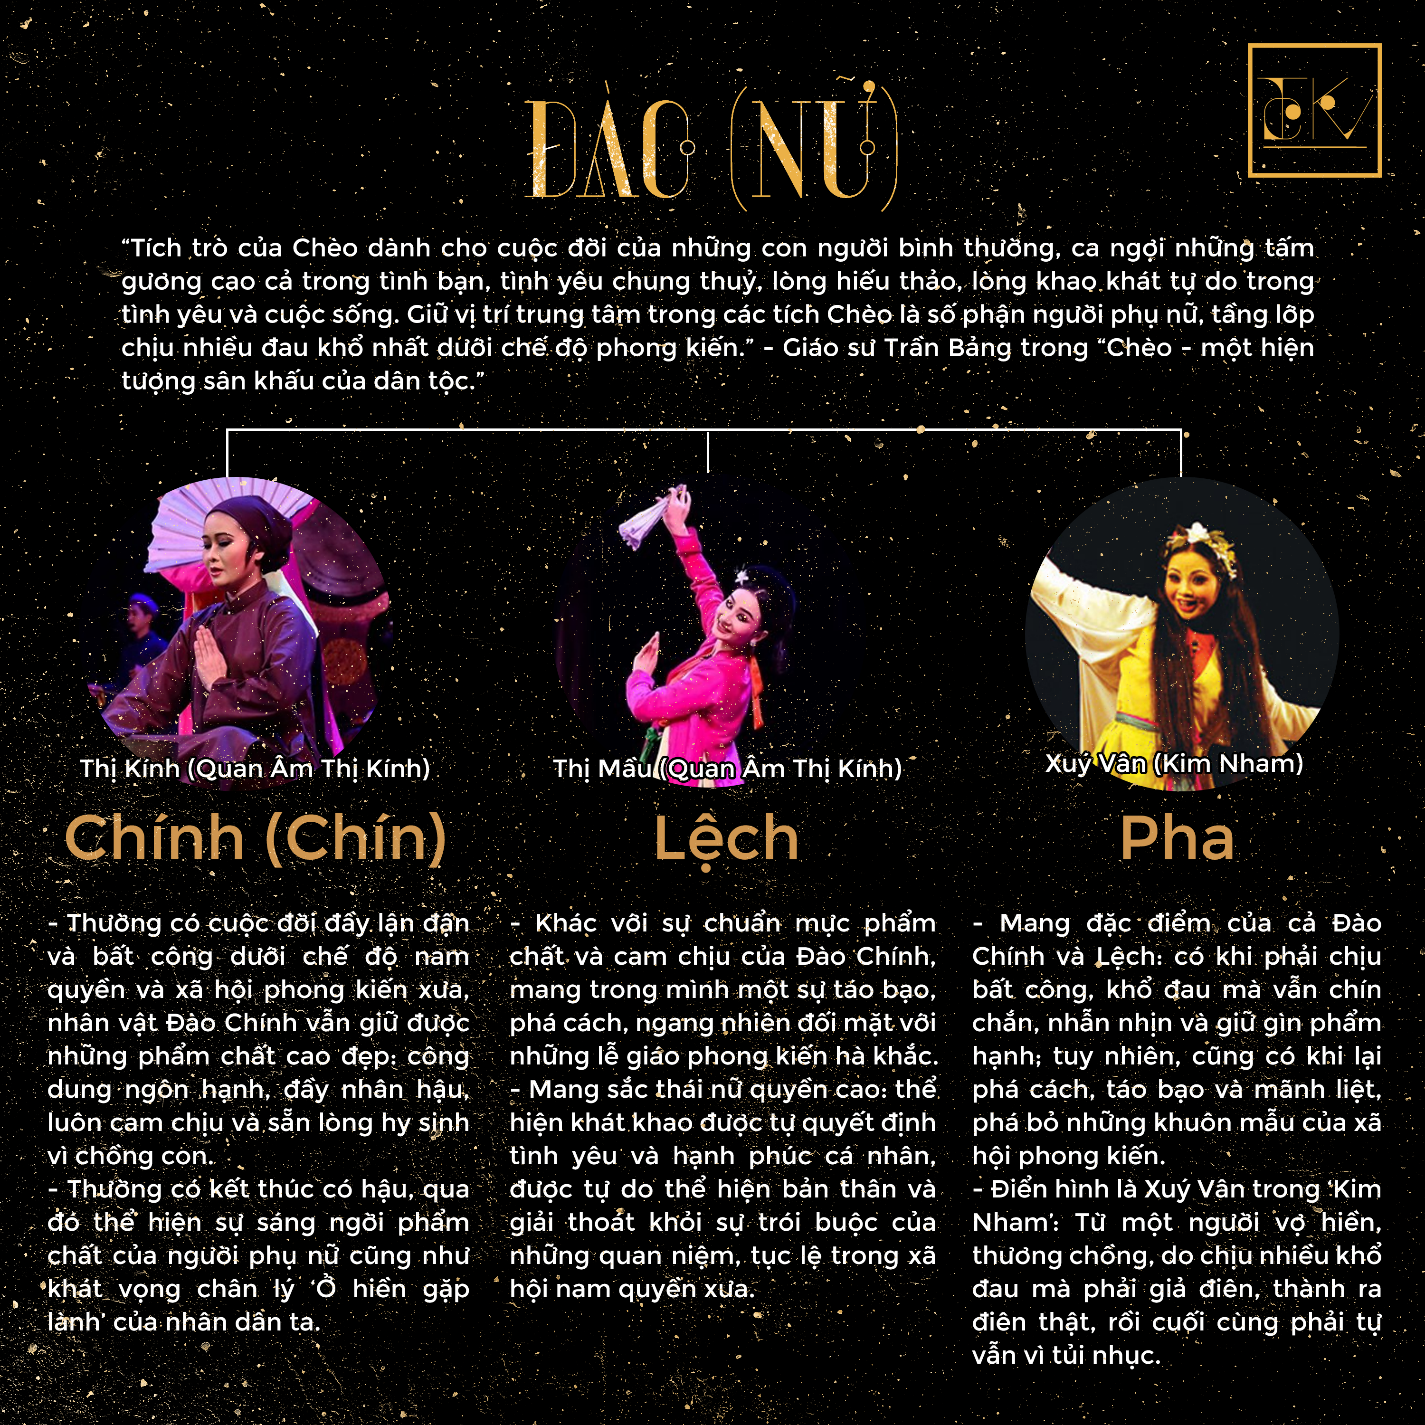 ĐÀO (NỮ)
“Tích trò của Chèo dành cho cuộc đời của những con người bình thường, ca ngợi những tấm
gương cao cả trong tình bạn, tình yêu chung thuỷ, lòng hiếu thảo, lòng khao khát tự do trong
tình yêu và cuộc sống. Giữ vị trí trung tâm trong các tích Chèo là số phận người phụ nữ, tầng lớp
chịu nhiều đau khổ nhất dưới chế độ phong kiến.” - Giáo sư Trần Bảng trong “Chèo - một hiện
tượng sân khấu của dân tộc.”
Thị Kính (Quan Âm Thị Kính)
Chính (Chín)
- Thường có cuộc đời đầy lận đận
và bất công dưới chế độ nam
quyền và xã hội phong kiến xưa,
nhân vật Đào Chính vẫn giữ được
những phẩm chất cao đẹp: công
dung ngôn hạnh, đầy nhân hậu,
luôn cam chịu và sẵn lòng hy sinh
vì chồng con.
- Thường có kết thúc có hậu, qua
đó thể hiện sự sáng ngời phẩm
chất của người phụ nữ cũng như
khát vọng chân lý ‘Ở hiền gặp
lành’ của nhân dân ta.
Thị Mầu (Quan Âm Thị Kính)
Lệch
- Khác với sự chuẩn mực phẩm
chất và cam chịu của Đào Chính,
mang trong mình một sự táo bạo,
phá cách, ngang nhiên đối mặt với
những lễ giáo phong kiến hà khắc.
- Mang sắc thái nữ quyền cao: thể
hiện khát khao được tự quyết định
tình yêu và hạnh phúc cá nhân,
được tự do thể hiện bản thân và
giải thoát khỏi sự trói buộc của
những quan niệm, tục lệ trong xã
hội nam quyền xưa.
Xuý Vân (Kim Nham)
Pha
- Mang đặc điểm của cả Đào
Chính và Lệch: có khi phải chịu
bất công, khổ đau mà vẫn chín
chắn, nhẫn nhịn và giữ gìn phẩm
hạnh; tuy nhiên, cũng có khi lại
phá cách, táo bạo và mãnh liệt,
phá bỏ những khuôn mẫu của xã
hội phong kiến.
- Điển hình là Xuý Vân trong ‘Kim
Nham’: Từ một người vợ hiền,
thương chồng, do chịu nhiều khổ
đau mà phải giả điên, thành ra
điên thật, rồi cuối cùng phải tự
vẫn vì tủi nhục.